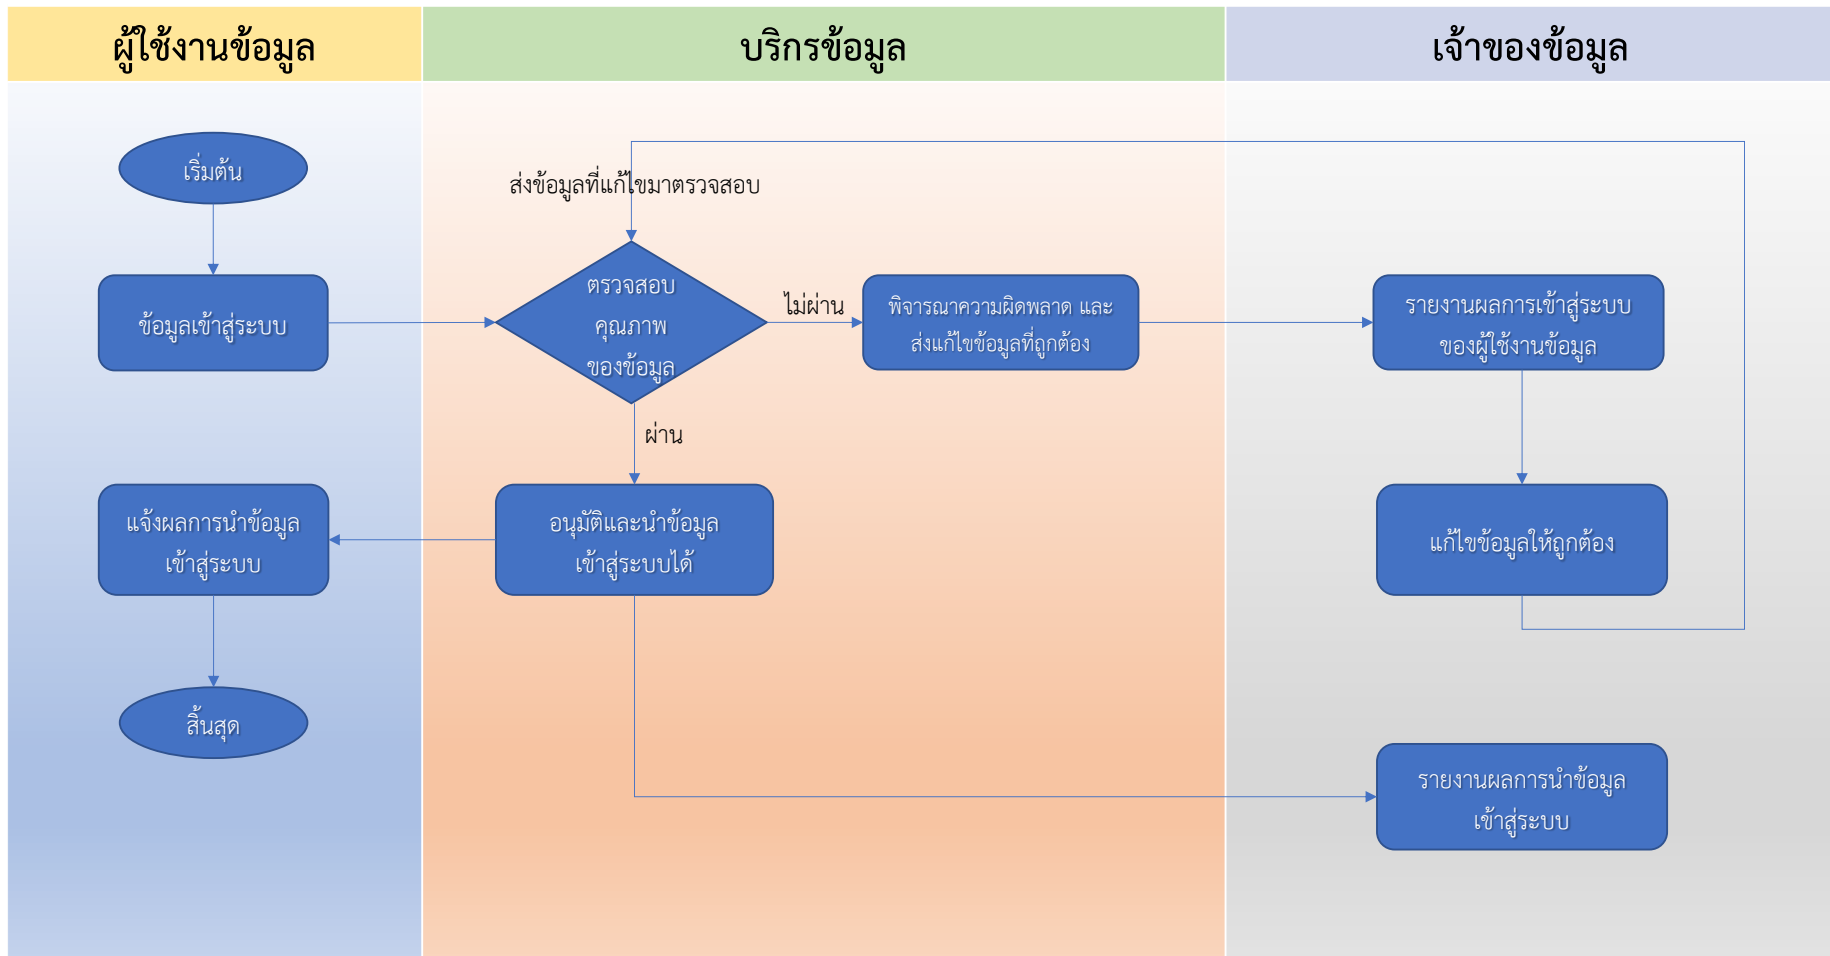 ผู้ใช้งานข้อมูล
บริกรข้อมูล
เจ้าของข้อมูล
เริ่มต้น
ส่งข้อมูลที่แก้ไขมาตรวจสอบ
ข้อมูลเข้าสู่ระบบ
ตรวจสอบ
คุณภาพ
ของข้อมูล
ไม่ผ่าน
พิจารณาความผิดพลาด และ
ส่งแก้ไขข้อมูลที่ถูกต้อง
รายงานผลการเข้าสู่ระบบ
ของผู้ใช้งานข้อมูล
ผ่าน
แจ้งผลการนำข้อมูล
เข้าสู่ระบบ
อนุมัติและนำข้อมูล
เข้าสู่ระบบได้
แก้ไขข้อมูลให้ถูกต้อง
สิ้นสุด
รายงานผลการนำข้อมูล
เข้าสู่ระบบ